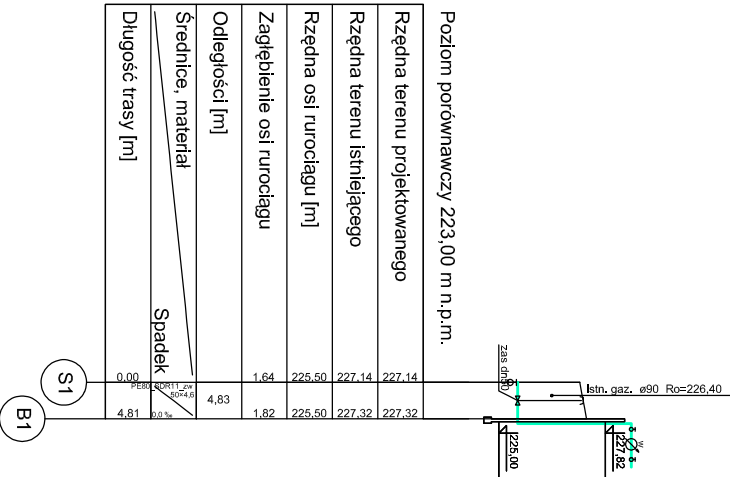 Poziom porównawczy 223,00 m n.p.m.
Rzędna terenu projektowanego
227,14
227,32
Rzędna terenu istniejącego
227,14
227,32
Rzędna osi rurociągu [m]
225,50
225,50
Zagłębienie osi rurociągu
1,64
1,82
Odległości [m]
4,83
Średnice, materiał
Spadek
50×4,6
0,0 ‰
Długość trasy [m]
0,00
4,81
S1
B1
Istn. gaz. ø90 Ro=226,40
227,82
225,00